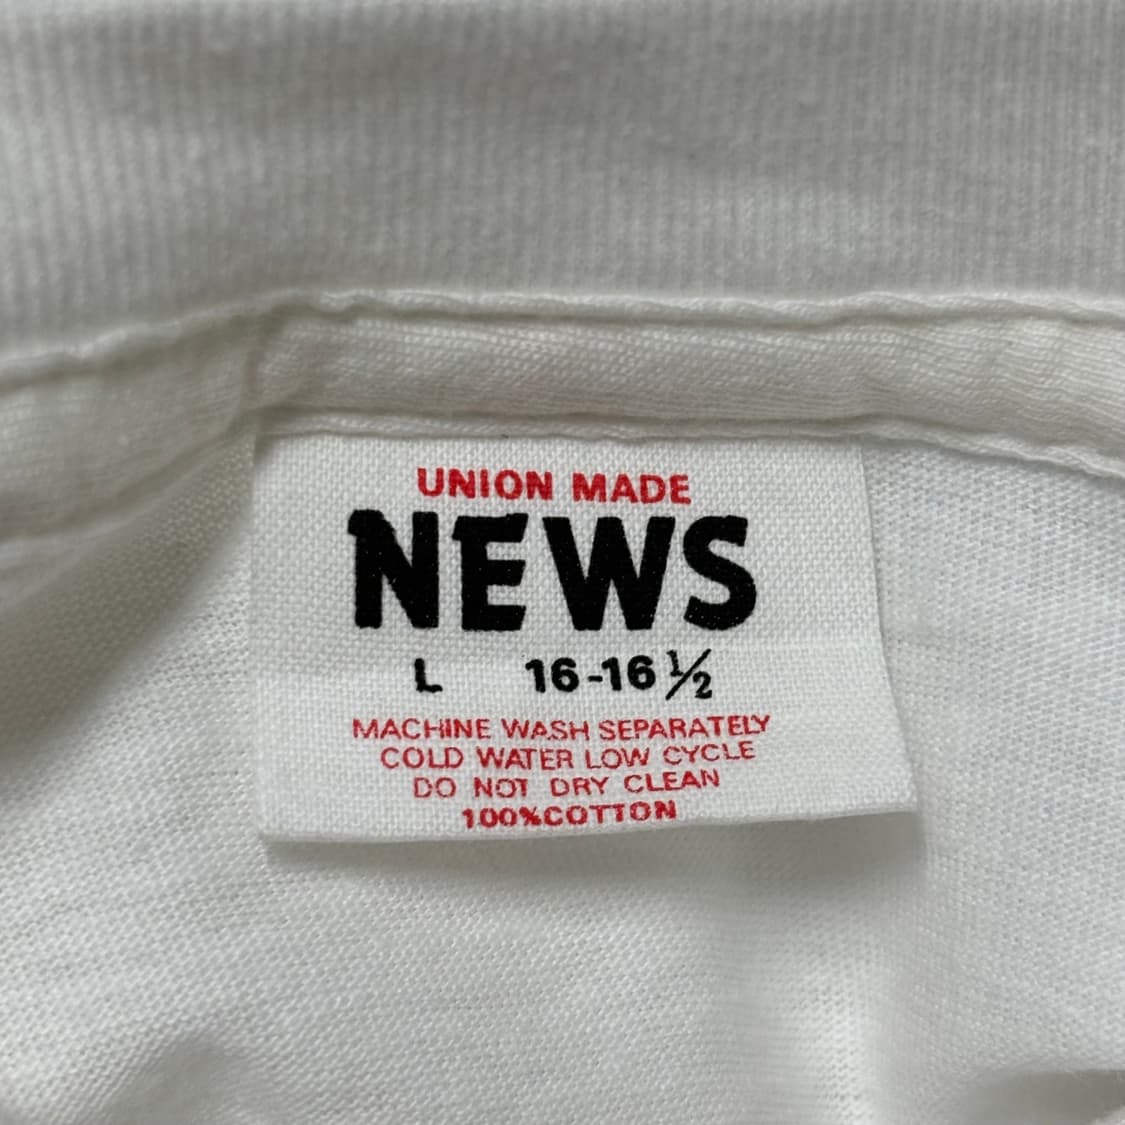 UNION MADE
NEWS
L 16-16 ½
MACHINE WASH SEPARATELY
COLD WATER LOW CYCLE
DO NOT DRY CLEAN
100%COTTON